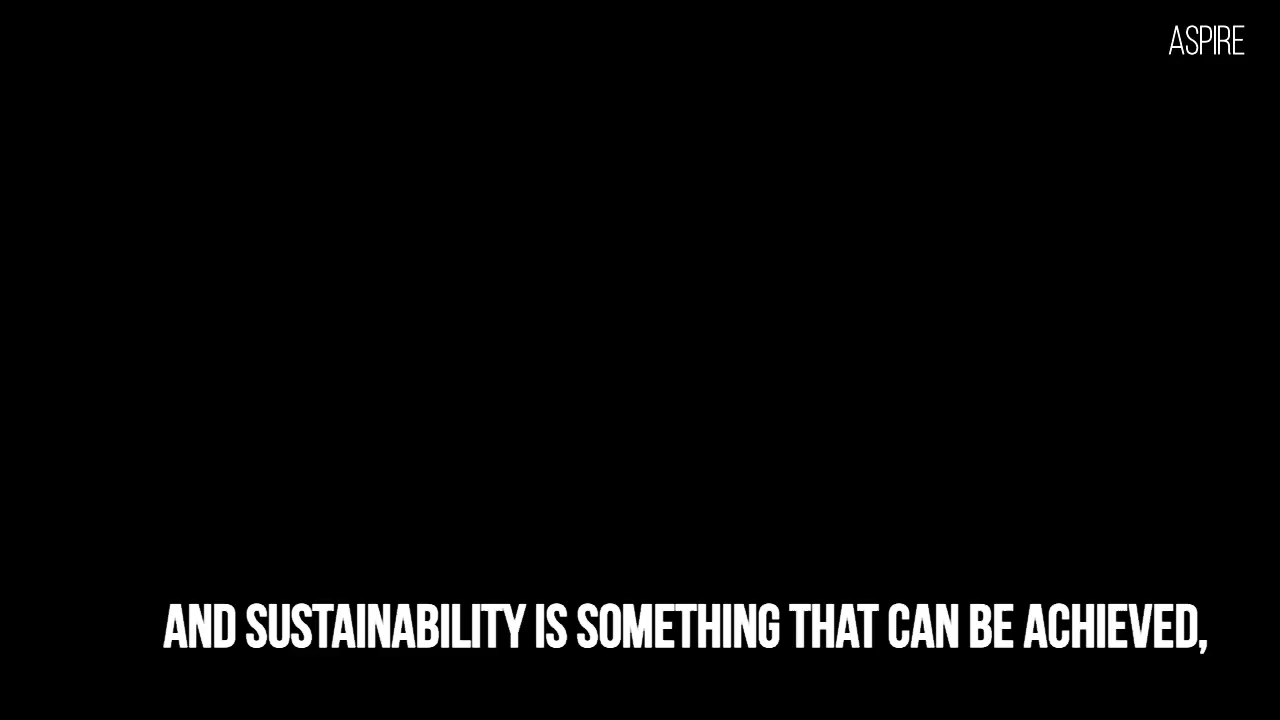 ASPIRE
AND SUSTAINABILITY IS SOMETHING THAT CAN BE ACHIEVED,